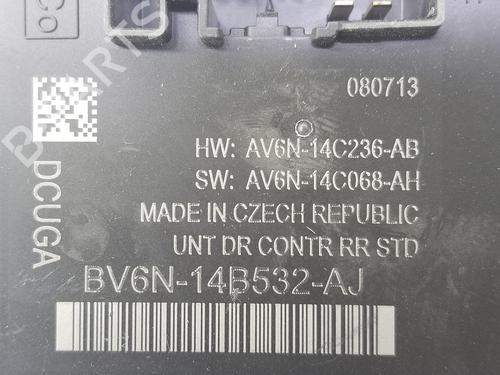 Co
080713
HW: AV6N-14C236-AB
SW: AV6N-14C068-AH
MADE IN CZECH REPUBLIC
UNT DR CONTR RR STD
BV6N-14B532-AJ
DCUGA